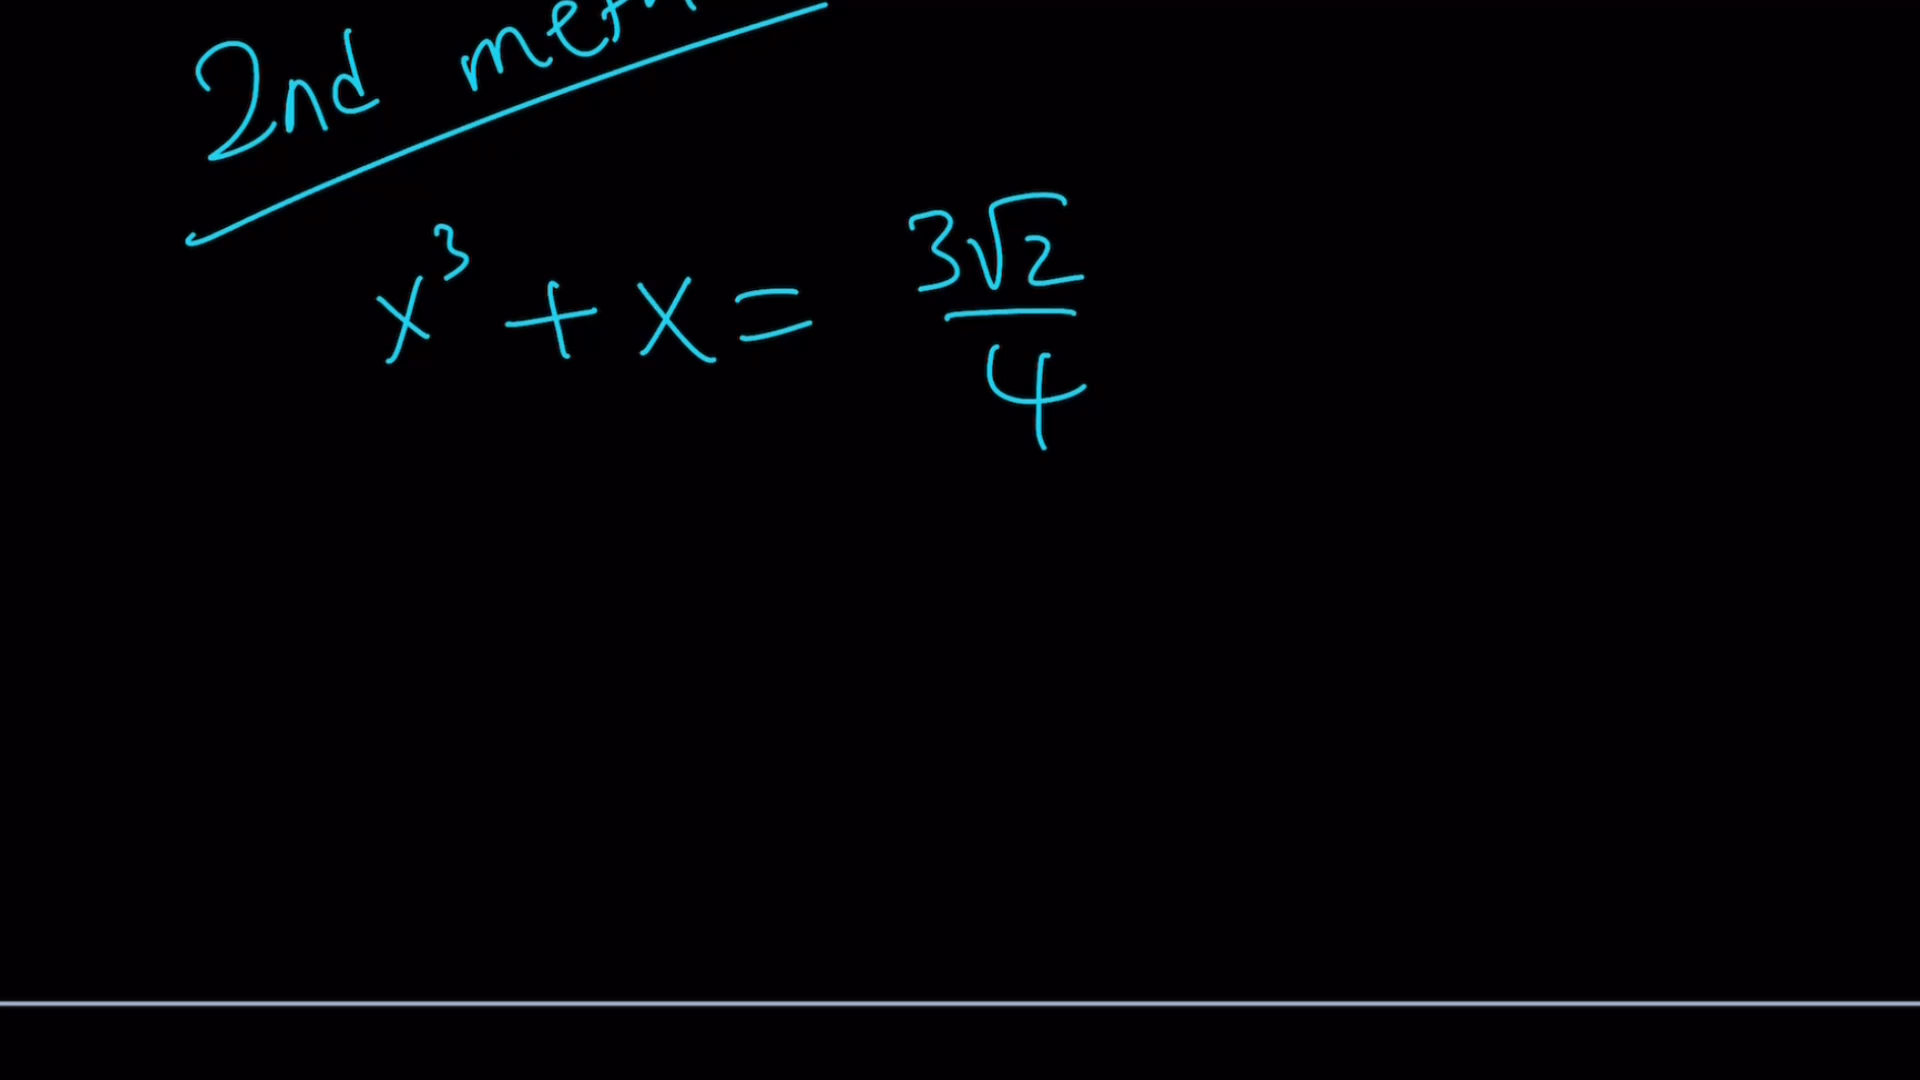 2nd
x³ + x = 3√2/4